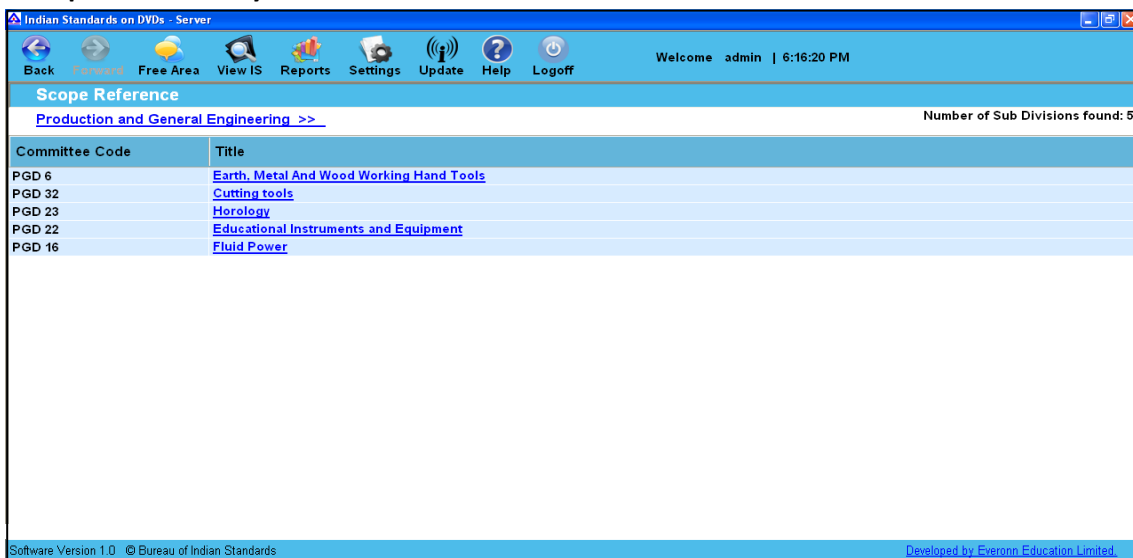 Indian Standards on DVDs - Server
Back Forward Free Area View IS Reports Settings Update Help Logoff Welcome admin | 6:16:20 PM
Scope Reference
Production and General Engineering >> Number of Sub Divisions found: 5
Committee Code Title
PGD 6 Earth, Metal And Wood Working Hand Tools
PGD 32 Cutting tools
PGD 23 Horology
PGD 22 Educational Instruments and Equipment
PGD 16 Fluid Power
Software Version 1.0 © Bureau of Indian Standards Developed by Everonn Education Limited.